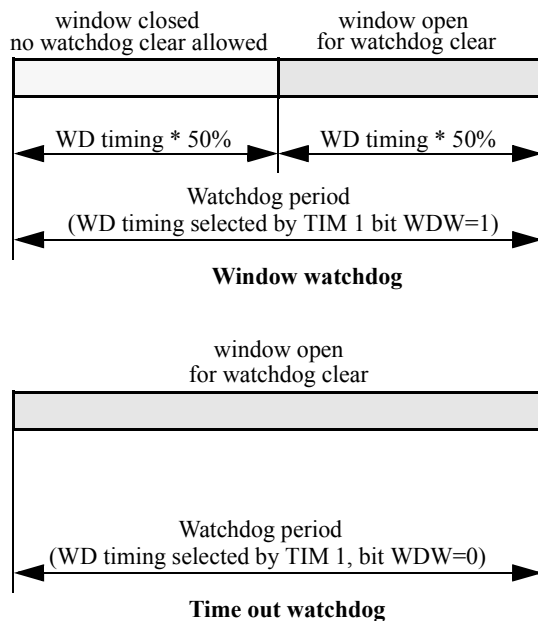 window closed
no watchdog clear allowed
window open
for watchdog clear
WD timing * 50%
WD timing * 50%
Watchdog period
(WD timing selected by TIM 1 bit WDW=1)
Window watchdog
window open
for watchdog clear
Watchdog period
(WD timing selected by TIM 1, bit WDW=0)
Time out watchdog